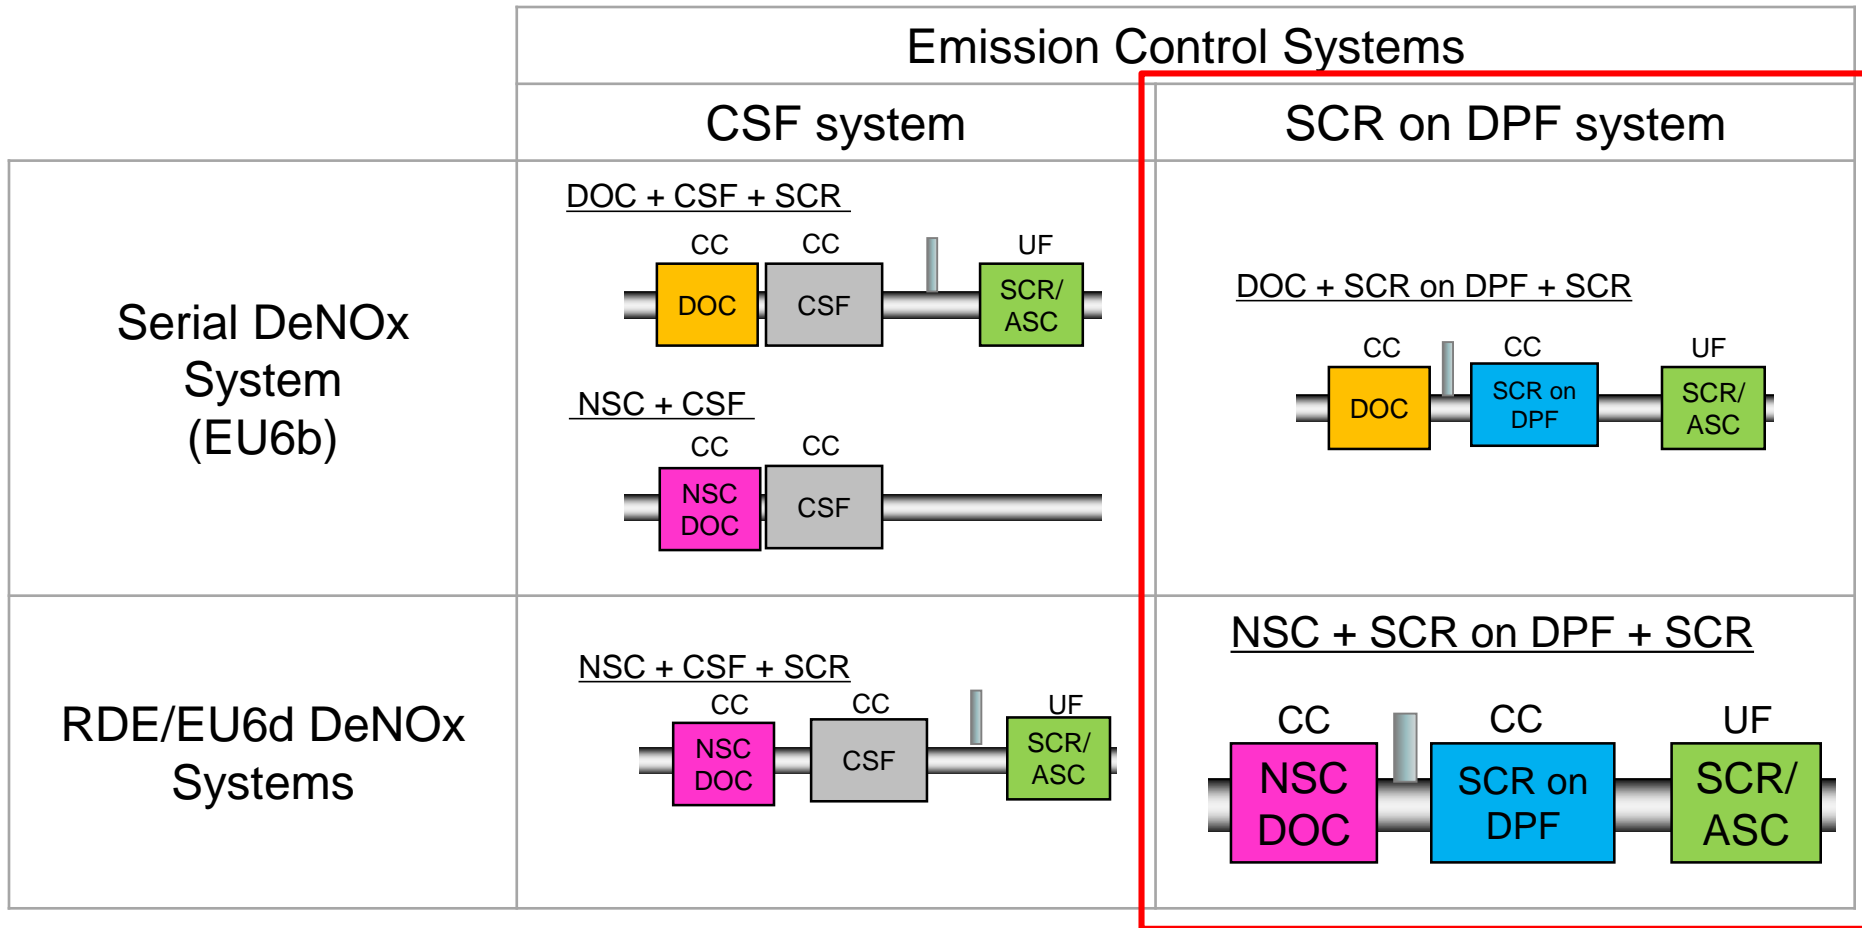 Emission Control Systems
CSF system
SCR on DPF system
Serial DeNOx
System
(EU6b)
DOC + CSF + SCR
CC CC UF
DOC CSF SCR/
ASC
NSC + CSF
CC CC
NSC
DOC
CSF
DOC + SCR on DPF + SCR
CC CC UF
DOC
SCR on
DPF
SCR/
ASC
RDE/EU6d DeNOx
Systems
NSC + CSF + SCR
CC CC UF
NSC
DOC
CSF
SCR/
ASC
NSC + SCR on DPF + SCR
CC CC UF
NSC
DOC
SCR on
DPF
SCR/
ASC